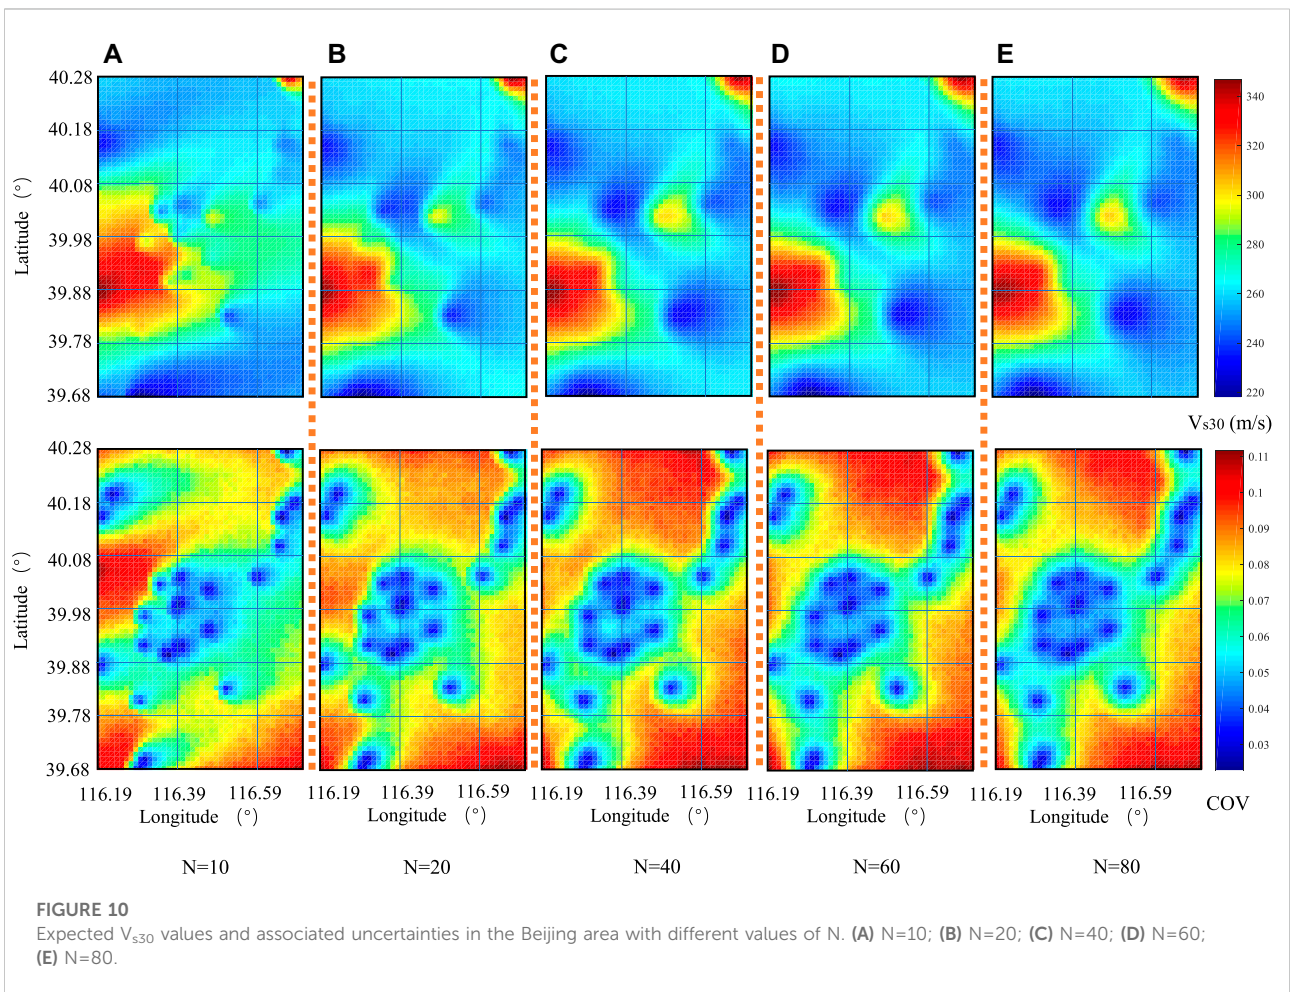 A B C D E
40.28
40.18
40.08
39.98
39.88
39.78
39.68
Latitude (°)
340
320
300
280
260
240
220
Vs30 (m/s)
40.28
40.18
40.08
39.98
39.88
39.78
39.68
Latitude (°)
0.11
0.1
0.09
0.08
0.07
0.06
0.05
0.04
0.03
COV
116.19 116.39 116.59 116.19 116.39 116.59 116.19 116.39 116.59 116.19 116.39 116.59 116.19 116.39 116.59
Longitude (°) Longitude (°) Longitude (°) Longitude (°) Longitude (°)
N=10 N=20 N=40 N=60 N=80
FIGURE 10
Expected Vs30 values and associated uncertainties in the Beijing area with different values of N. (A) N=10; (B) N=20; (C) N=40; (D) N=60;
(E) N=80.